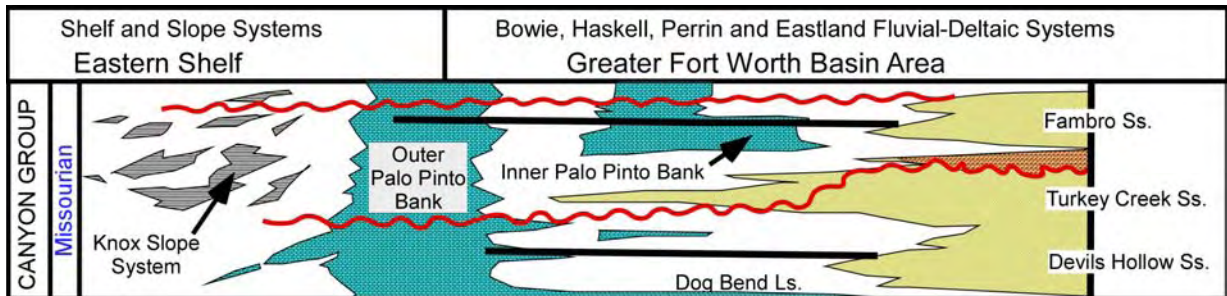 Shelf and Slope Systems
Eastern Shelf
Bowie, Haskell, Perrin and Eastland Fluvial-Deltaic Systems
Greater Fort Worth Basin Area
CANYON GROUP
Missourian
Knox Slope
System
Outer
Palo Pinto
Bank
Inner Palo Pinto Bank
Dog Bend Ls.
Fambro Ss.
Turkey Creek Ss.
Devils Hollow Ss.